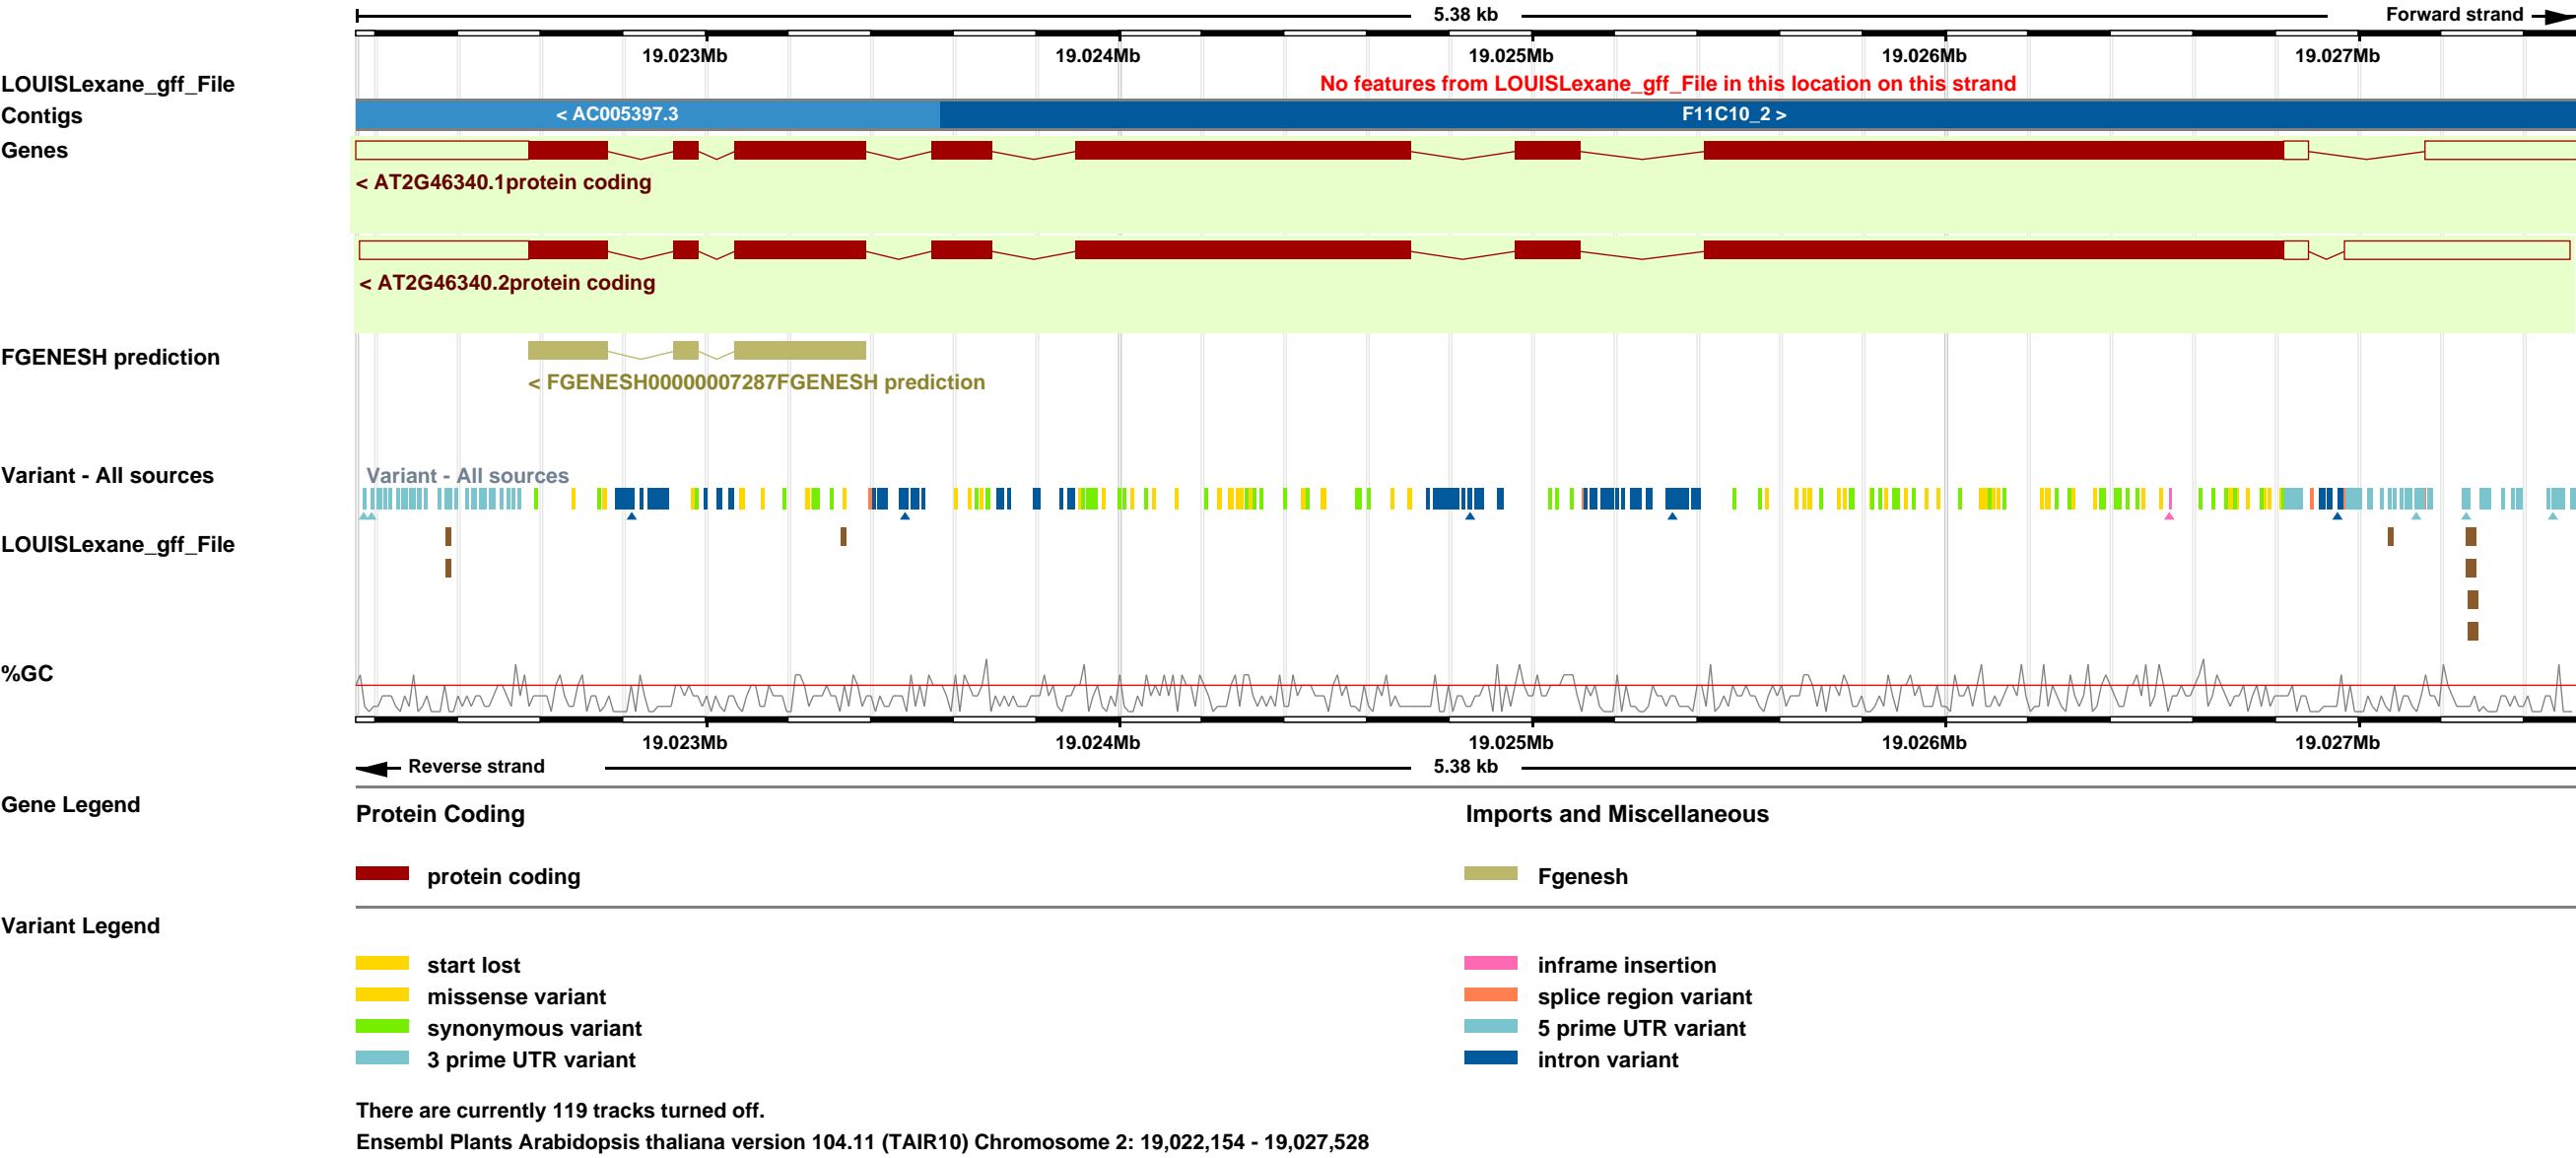 5.38 kb Forward strand
19.023Mb 19.024Mb 19.025Mb 19.026Mb 19.027Mb
LOUISLexane_gff_File No features from LOUISLexane_gff_File in this location on this strand
Contigs < AC005397.3 F11C10_2 >
Genes
< AT2G46340.1protein coding
< AT2G46340.2protein coding
FGENESH prediction
< FGENESH00000007287FGENESH prediction
Variant - All sources Variant - All sources
LOUISLexane_gff_File
%GC
19.023Mb 19.024Mb 19.025Mb 19.026Mb 19.027Mb
Reverse strand 5.38 kb
Gene Legend Protein Coding Imports and Miscellaneous
protein coding Fgenesh
Variant Legend
start lost inframe insertion
missense variant splice region variant
synonymous variant 5 prime UTR variant
3 prime UTR variant intron variant
There are currently 119 tracks turned off.
Ensembl Plants Arabidopsis thaliana version 104.11 (TAIR10) Chromosome 2: 19,022,154 - 19,027,528